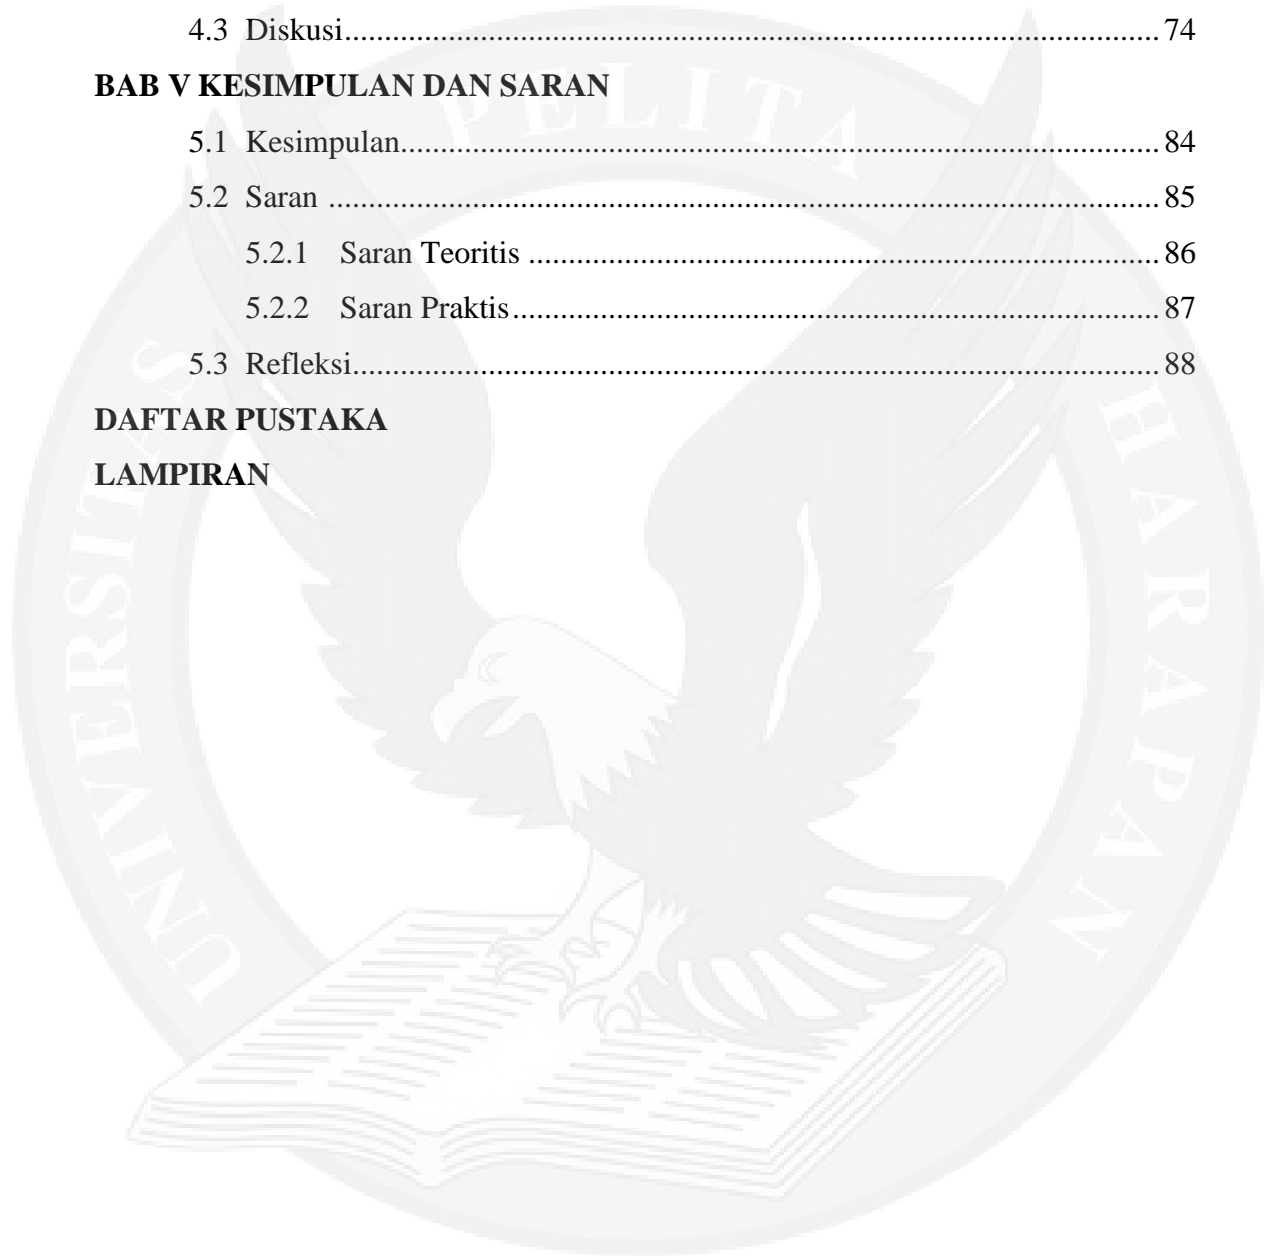 4.3 Diskusi.......................................................................................................74
BAB V KESIMPULAN DAN SARAN
5.1 Kesimpulan................................................................................................84
5.2 Saran .........................................................................................................85
5.2.1 Saran Teoritis ................................................................................86
5.2.2 Saran Praktis..................................................................................87
5.3 Refleksi......................................................................................................88
DAFTAR PUSTAKA
LAMPIRAN
UNIVERSITAS PELITA HARAPAN